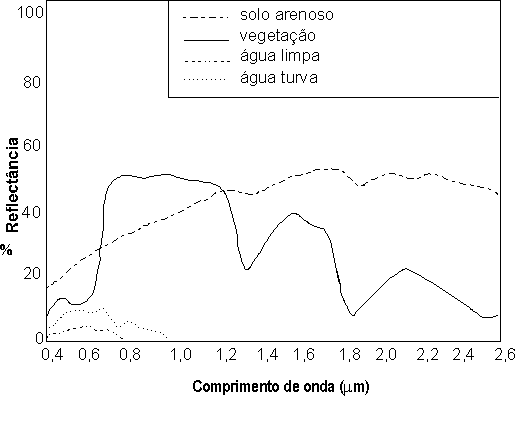 100
80
60
40
20
0
% Reflectância
solo arenoso
vegetação
água limpa
água turva
0,4 0,6 0,8 1,0 1,2 1,4 1,6 1,8 2,0 2,2 2,4 2,6
Comprimento de onda (µm)